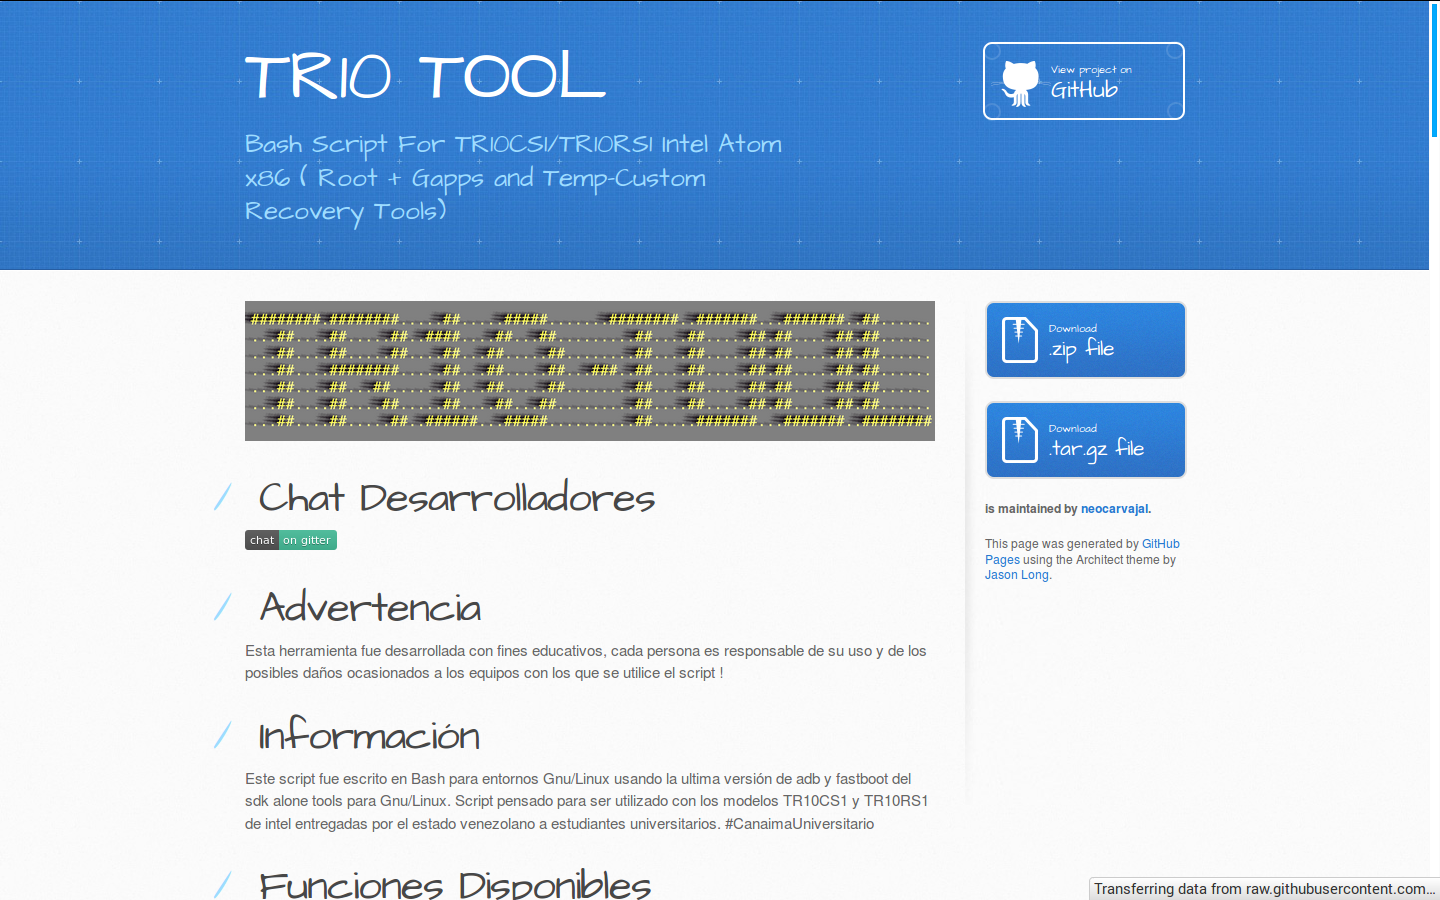 TR10 TOOL
View project on
GitHub
Bash Script For TR10CS1/TR10RS1 Intel Atom
x86 ( Root + Gapps and Temp-Custom
Recovery Tools)
Download
.zip file
Download
.tar.gz file
is maintained by neocarvajal.
This page was generated by GitHub
Pages using the Architect theme by
Jason Long.
TR10-TOOL
Chat Desarrolladores
chat on gitter
Advertencia
Esta herramienta fue desarrollada con fines educativos, cada persona es responsable de su uso y de los
posibles daños ocasionados a los equipos con los que se utilice el script !
Información
Este script fue escrito en Bash para entornos Gnu/Linux usando la ultima versión de adb y fastboot del
sdk alone tools para Gnu/Linux. Script pensado para ser utilizado con los modelos TR10CS1 y TR10RS1
de intel entregadas por el estado venezolano a estudiantes universitarios. #CanaimaUniversitario
Funciones Disponibles
Transferring data from raw.githubusercontent.com...